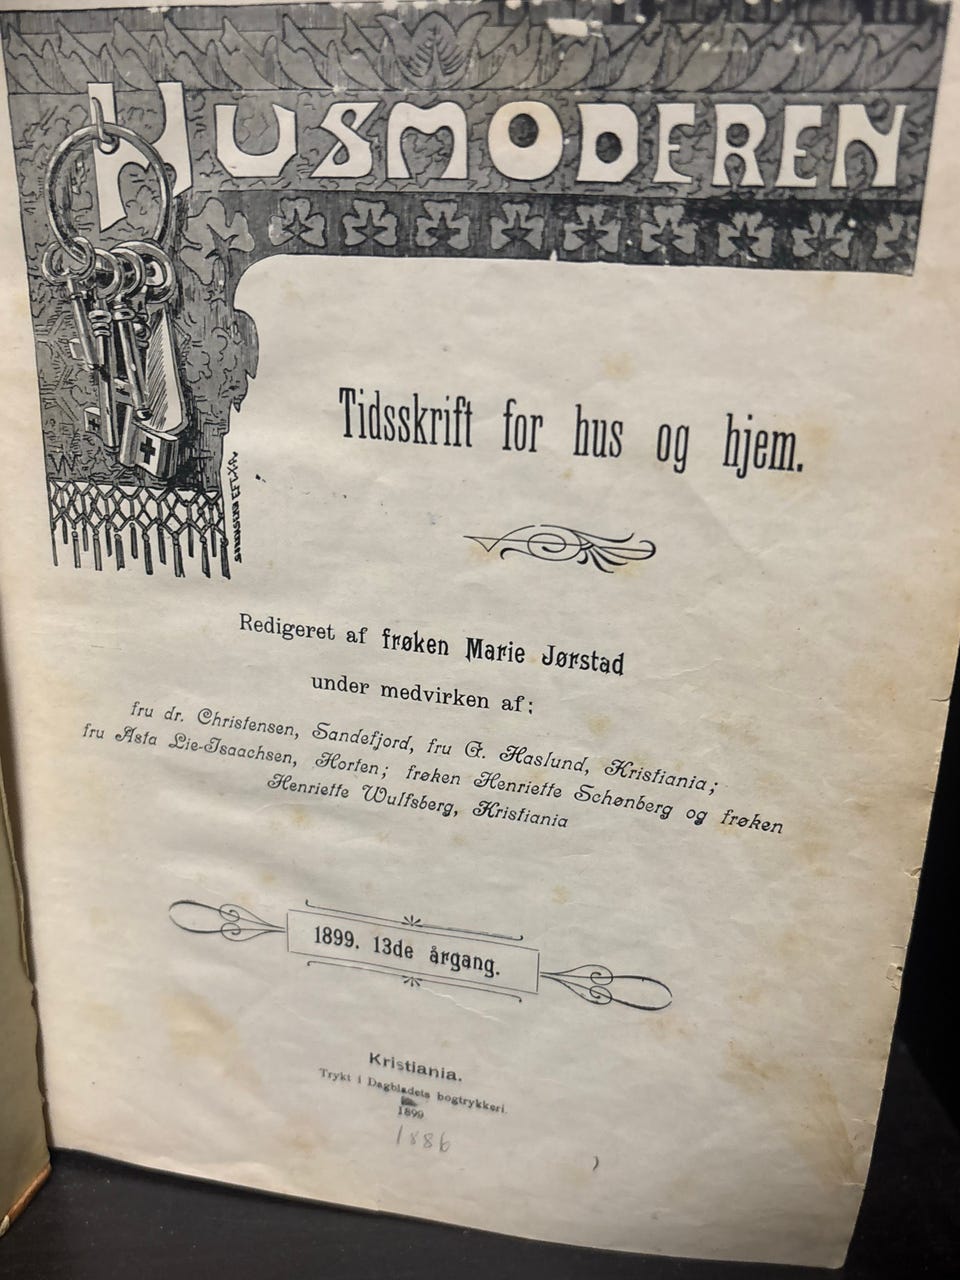 HUSMODEREN
Tidsskrift for hus og hjem.
Redigeret af frøken Marie Jørstad
under medvirken af:
fru dr. Christensen, Sandefjord, fru G. Haslund, Kristiania;
fru Asta Lie-Isaachsen, Horten; frøken Henriette Schønberg og frøken
Henriette Wulfsberg, Kristiania
1899. 13de årgang.
Kristiania.
Trykt i Dagbladets bogtrykkeri.
1899
1886